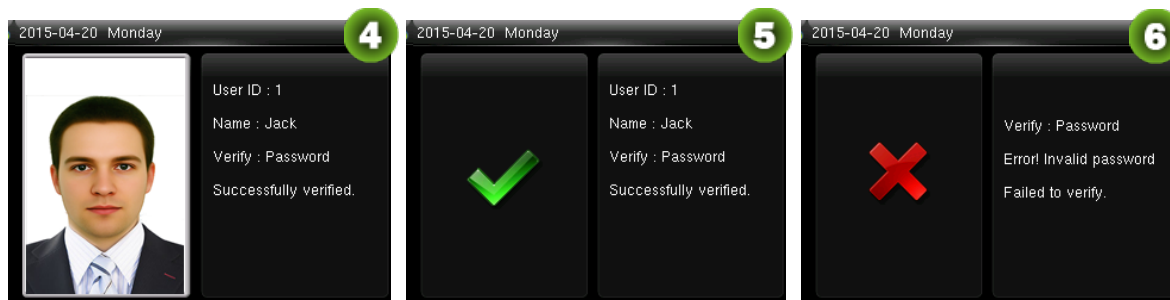 2015-04-20 Monday
4
User ID : 1
Name : Jack
Verify : Password
Successfully verified.
2015-04-20 Monday
5
User ID : 1
Name : Jack
Verify : Password
Successfully verified.
2015-04-20 Monday
6
Verify : Password
Error! Invalid password
Failed to verify.